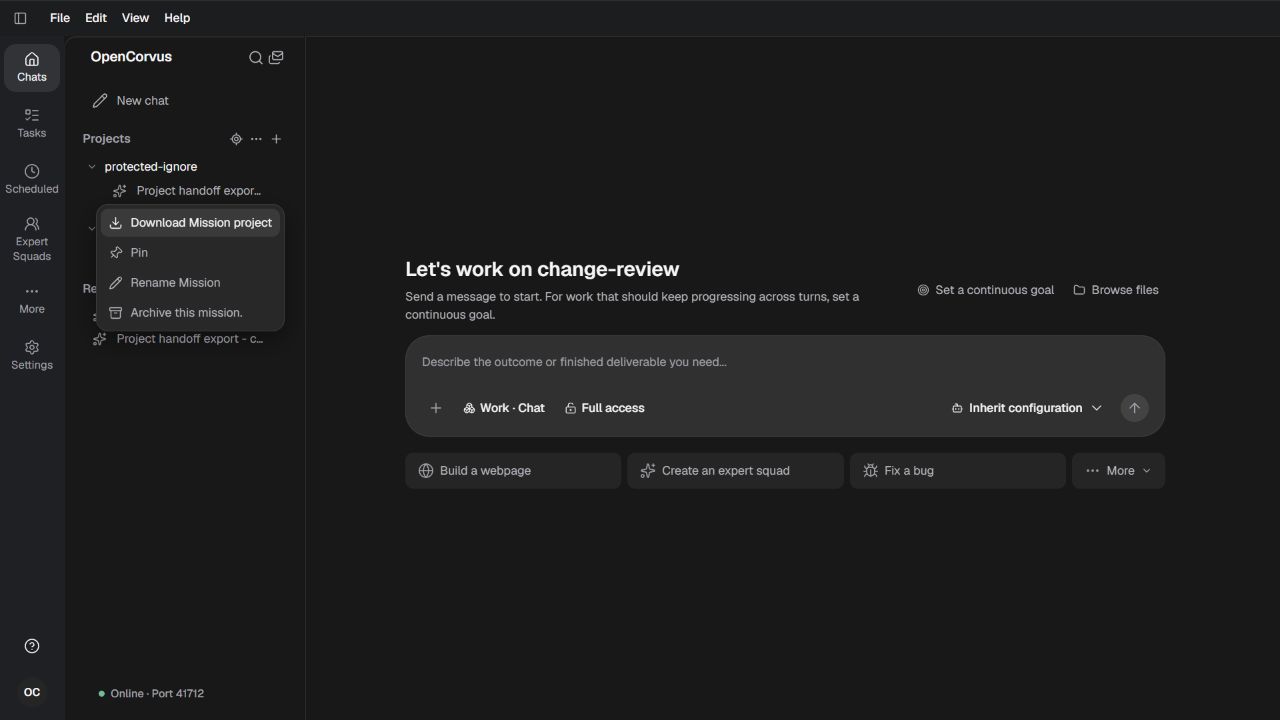 File Edit View Help
OpenCorvus
Chats
New chat
Tasks
Projects
protected-ignore
Scheduled
Project handoff expor...
Download Mission project
Expert
Squads
Pin
Rename Mission
Re
More
Archive this mission.
Project handoff export - c...
Settings
Let's work on change-review
Send a message to start. For work that should keep progressing across turns, set a
continuous goal.
Set a continuous goal
Browse files
Describe the outcome or finished deliverable you need...
Work · Chat
Full access
Inherit configuration
Build a webpage
Create an expert squad
Fix a bug
More
OC
Online · Port 41712